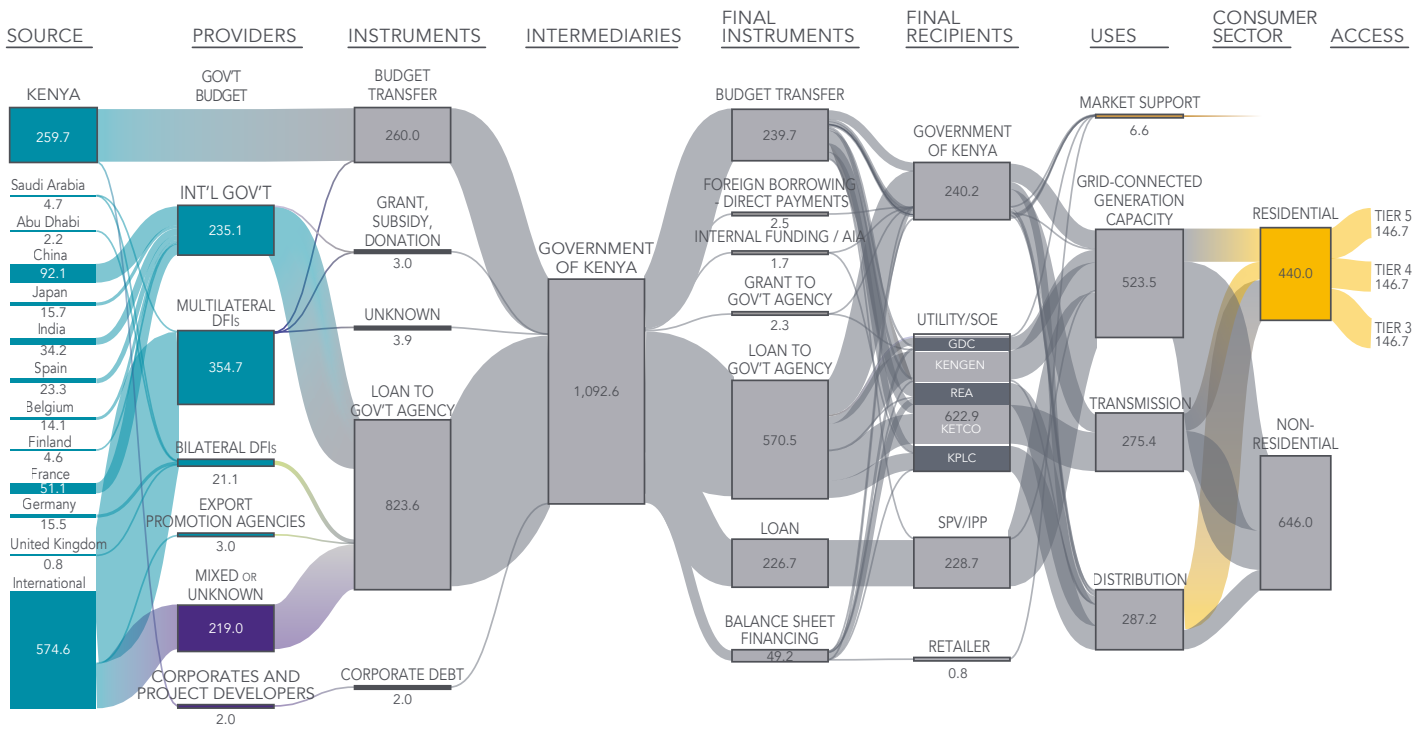 SOURCE
PROVIDERS
INSTRUMENTS
INTERMEDIARIES
FINAL
INSTRUMENTS
FINAL
RECIPIENTS
USES
CONSUMER
SECTOR
ACCESS
KENYA
259.7
Saudi Arabia
4.7
Abu Dhabi
2.2
China
92.1
Japan
15.7
India
34.2
Spain
23.3
Belgium
14.1
Finland
4.6
France
51.1
Germany
15.5
United Kingdom
0.8
International
574.6
GOV'T
BUDGET
INT'L GOV'T
235.1
MULTILATERAL
DFIs
354.7
BILATERAL DFIs
21.1
EXPORT
PROMOTION AGENCIES
3.0
MIXED OR
UNKNOWN
219.0
CORPORATES AND
PROJECT DEVELOPERS
2.0
BUDGET
TRANSFER
260.0
GRANT,
SUBSIDY,
DONATION
3.0
UNKNOWN
3.9
LOAN TO
GOV'T AGENCY
823.6
CORPORATE DEBT
2.0
GOVERNMENT
OF KENYA
1,092.6
BUDGET TRANSFER
239.7
FOREIGN BORROWING
- DIRECT PAYMENTS
2.5
INTERNAL FUNDING / AIA
1.7
GRANT TO
GOV'T AGENCY
2.3
LOAN TO
GOV'T AGENCY
570.5
LOAN
226.7
BALANCE SHEET
FINANCING
49.2
GOVERNMENT
OF KENYA
240.2
UTILITY/SOE
GDC
KENGEN
REA
622.9
KETCO
KPLC
SPV/IPP
228.7
RETAILER
0.8
MARKET SUPPORT
6.6
GRID-CONNECTED
GENERATION
CAPACITY
523.5
TRANSMISSION
275.4
DISTRIBUTION
287.2
RESIDENTIAL
440.0
NON-
RESIDENTIAL
646.0
TIER 5
146.7
TIER 4
146.7
TIER 3
146.7